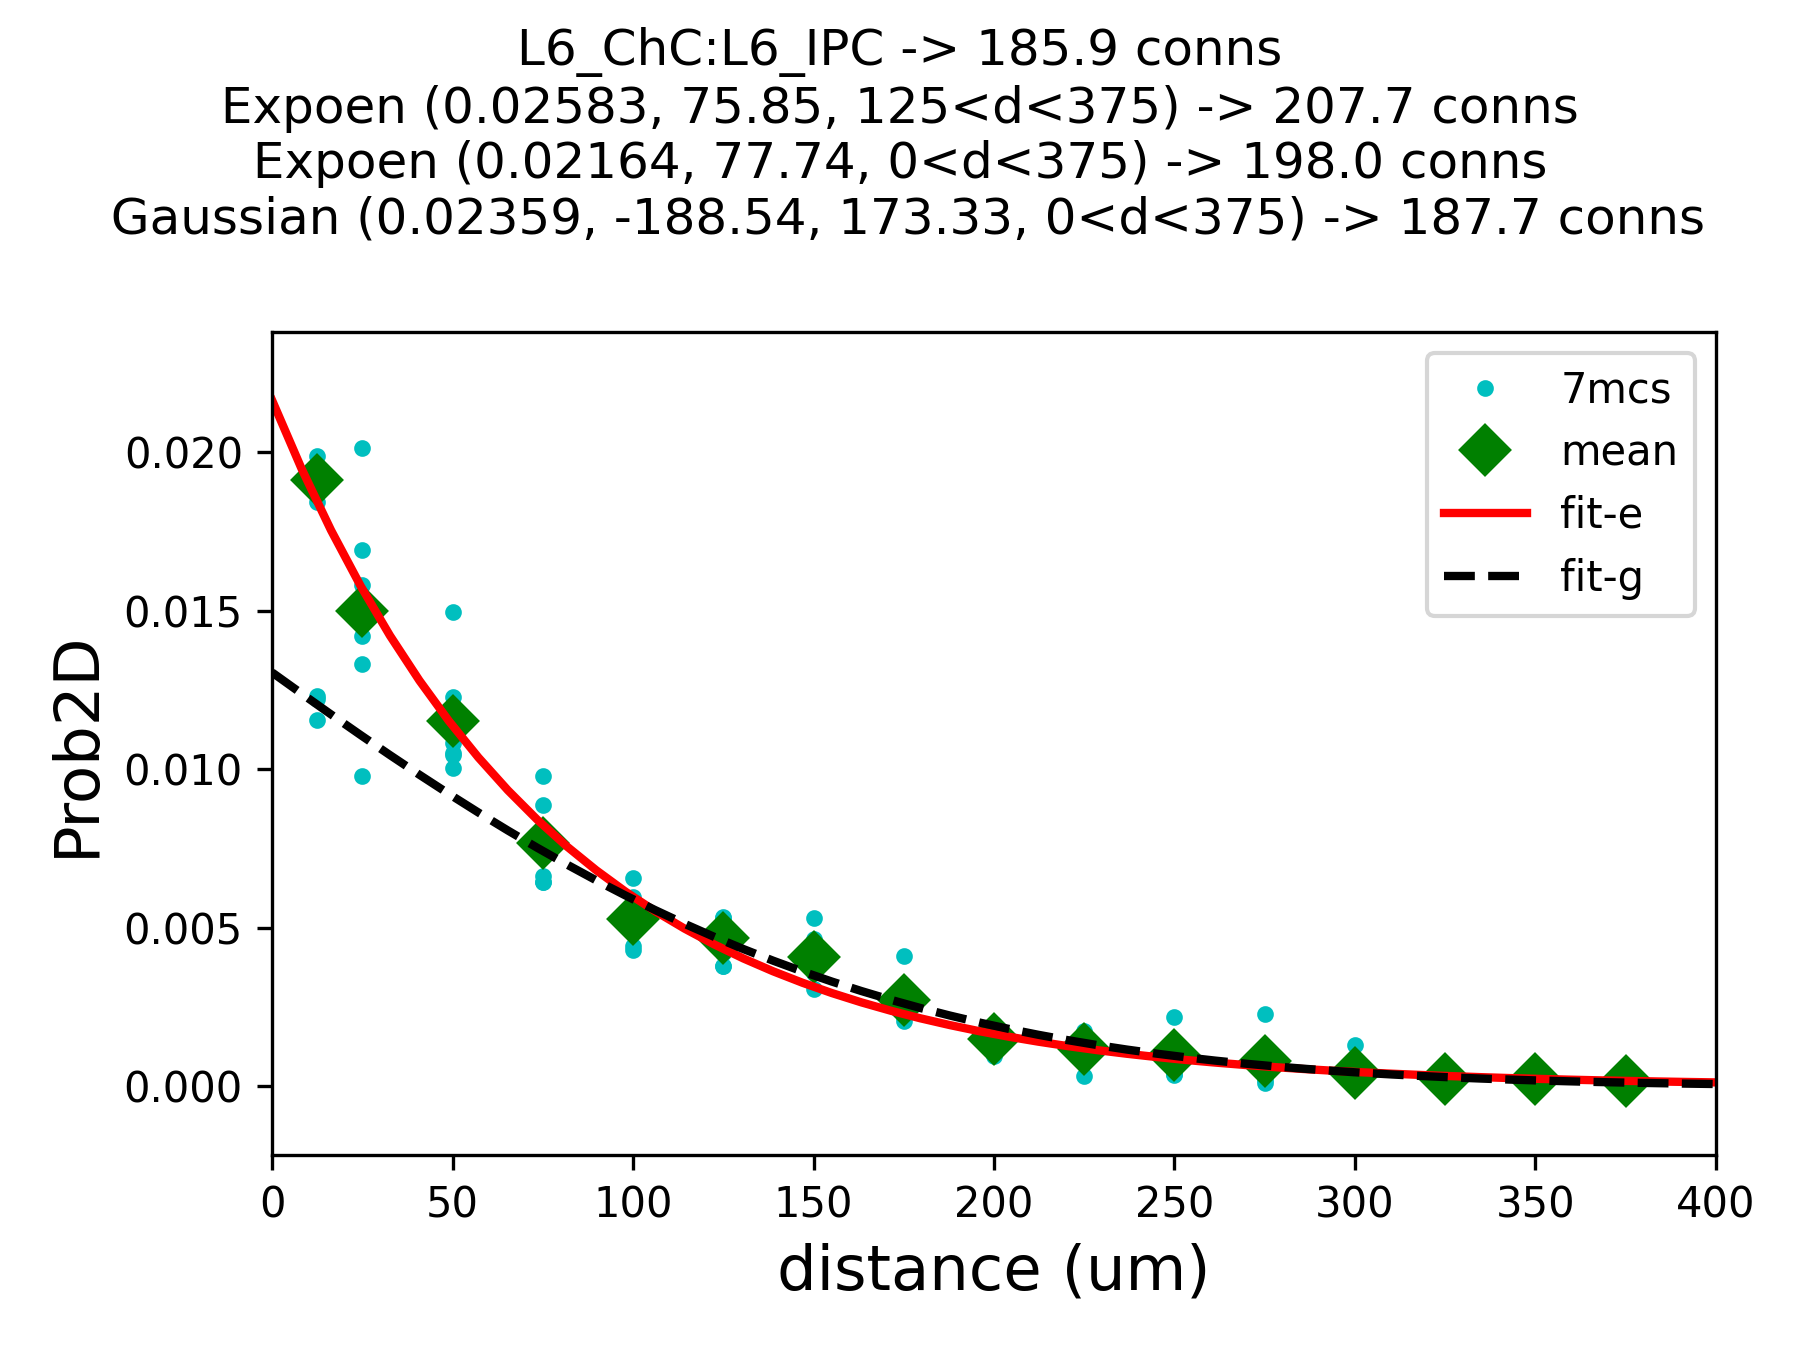 L6_ChC:L6_IPC -> 185.9 conns
Expoen (0.02583, 75.85, 125<d<375) -> 207.7 conns
Expoen (0.02164, 77.74, 0<d<375) -> 198.0 conns
Gaussian (0.02359, -188.54, 173.33, 0<d<375) -> 187.7 conns
7mcs
mean
fit-e
fit-g
0.020
0.015
0.010
0.005
0.000
Prob2D
0 50 100 150 200 250 300 350 400
distance (um)